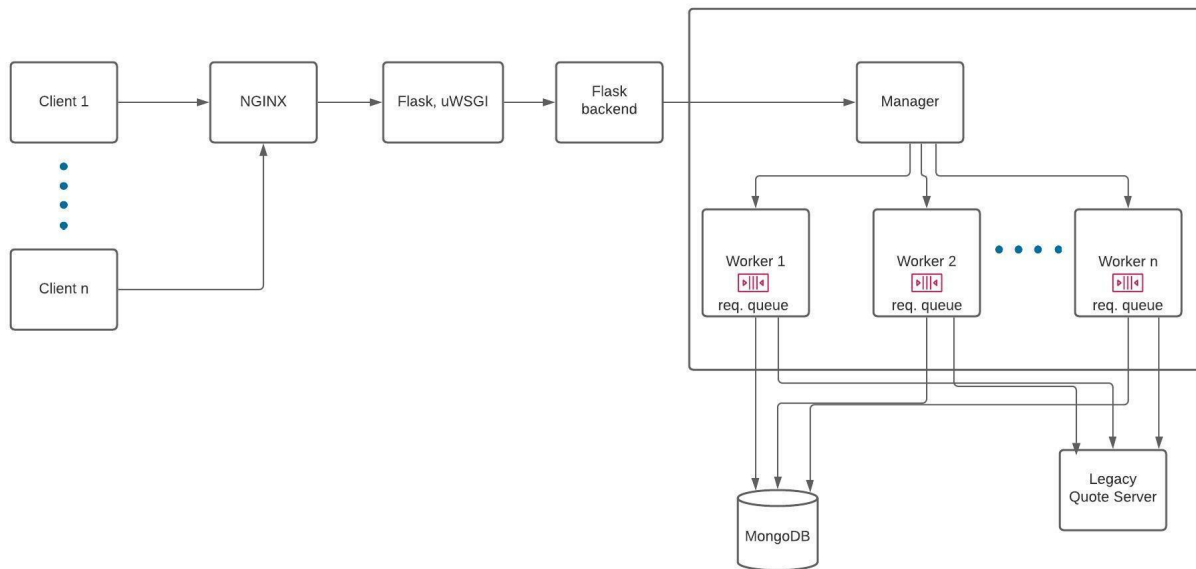 Client 1
NGINX
Flask, uWSGI
Flask
backend
Manager
Client n
Worker 1
req. queue
Worker 2
req. queue
Worker n
req. queue
MongoDB
Legacy
Quote Server